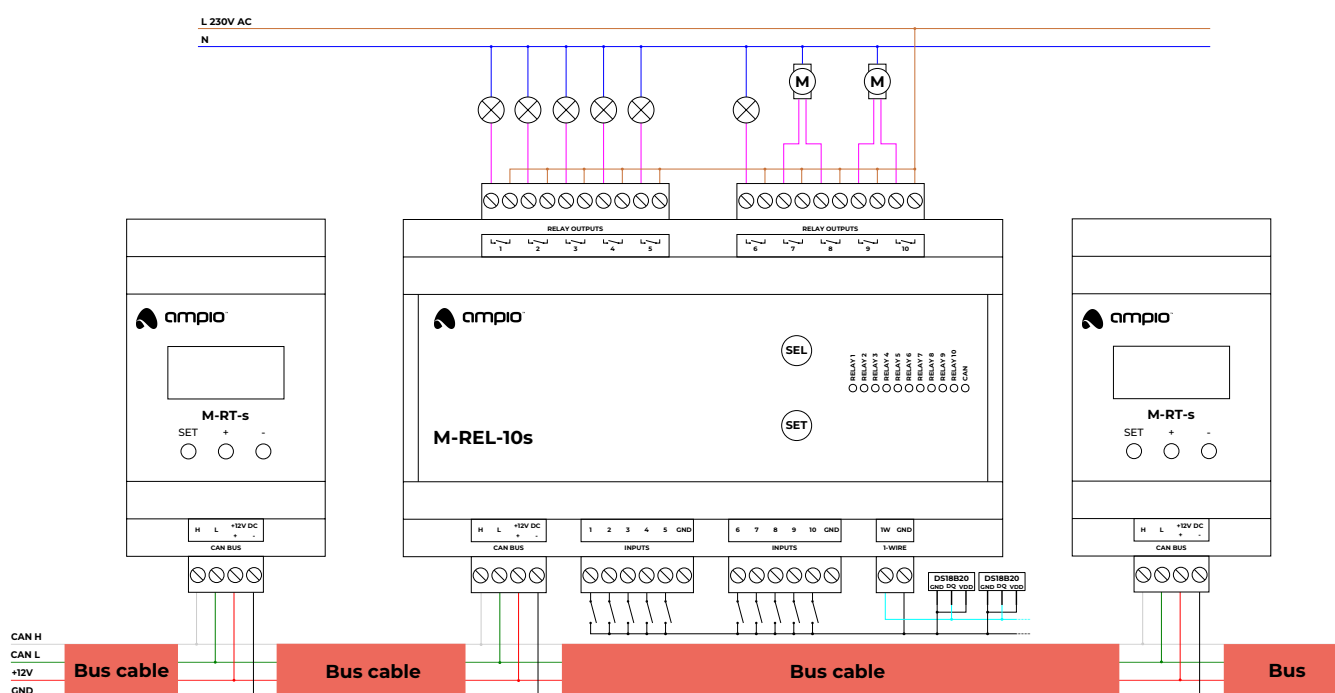 L 230V AC
N
M M
RELAY OUTPUTS RELAY OUTPUTS
1 2 3 4 5 6 7 8 9 10
ampio
M-RT-s
SET + -
ampio
M-REL-10s
SEL
SET
RELAY 1
RELAY 2
RELAY 3
RELAY 4
RELAY 5
RELAY 6
RELAY 7
RELAY 8
RELAY 9
RELAY 10
CAN
ampio
M-RT-s
SET + -
H L +12V DC
+ -
CAN BUS
H L +12V DC
+ -
CAN BUS
1 2 3 4 5 GND
INPUTS
6 7 8 9 10 GND
INPUTS
1W GND
1-WIRE
H L +12V DC
+ -
CAN BUS
DS18B20 DS18B20
GND DQ VDD GND DQ VDD
CAN H
CAN L
+12V
GND
Bus cable Bus cable Bus cable Bus